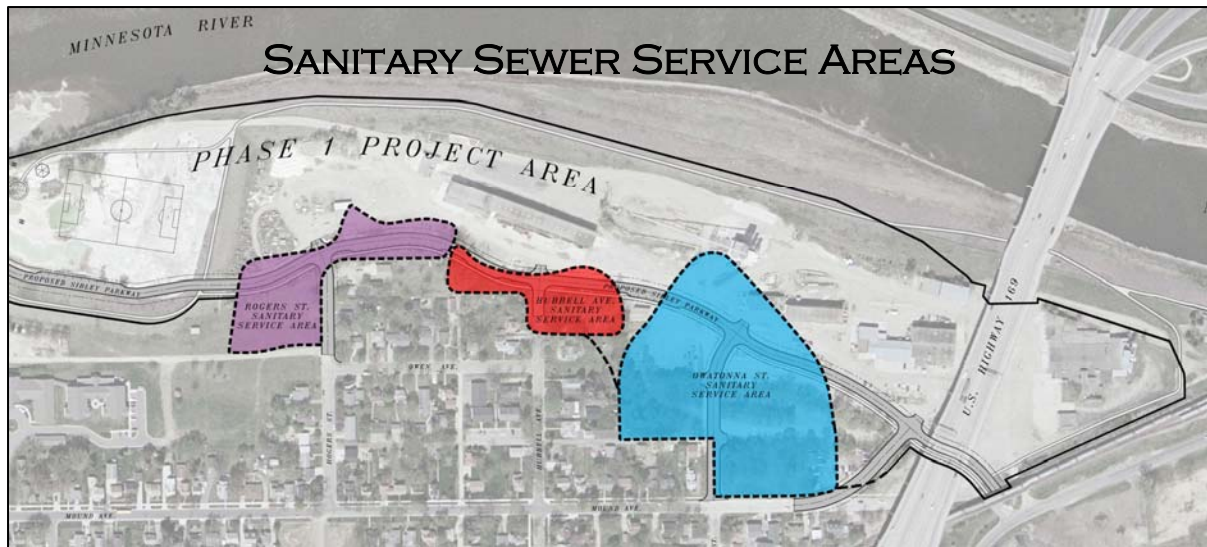 MINNESOTA RIVER
SANITARY SEWER SERVICE AREAS
PHASE 1 PROJECT AREA
PROPOSED SIBLEY PARKWAY
ROGERS ST.
SANITARY
SERVICE AREA
HUBBELL AVE.
SANITARY
SERVICE AREA
PROPOSED SIBLEY PARKWAY
OWATONNA ST.
SANITARY
SERVICE AREA
U.S. HIGHWAY 169
OWEN AVE.
ROGERS ST.
HUBBELL AVE.
MOUND AVE.
ST.